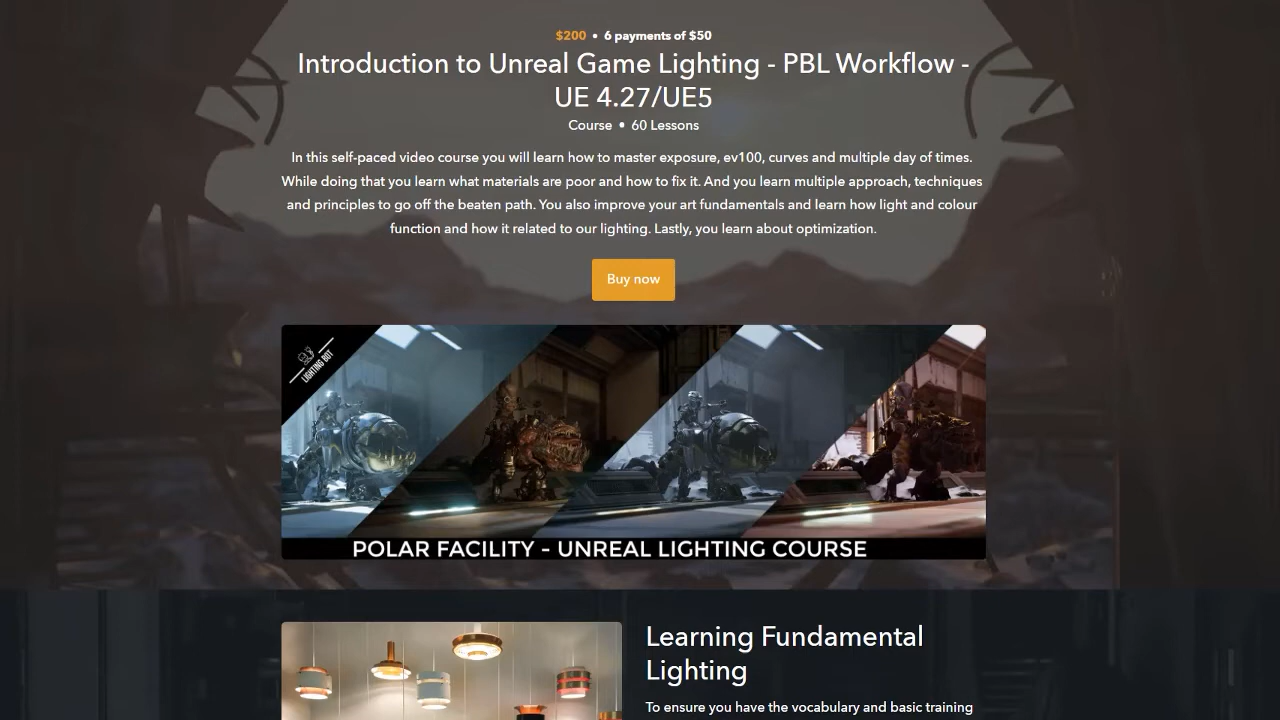 $200 • 6 payments of $50
Introduction to Unreal Game Lighting - PBL Workflow -
UE 4.27/UE5
Course • 60 Lessons
In this self-paced video course you will learn how to master exposure, ev100, curves and multiple day of times.
While doing that you learn what materials are poor and how to fix it. And you learn multiple approach, techniques
and principles to go off the beaten path. You also improve your art fundamentals and learn how light and colour
function and how it related to our lighting. Lastly, you learn about optimization.
Buy now
LIGHTING BOT
POLAR FACILITY - UNREAL LIGHTING COURSE
Learning Fundamental
Lighting
To ensure you have the vocabulary and basic training